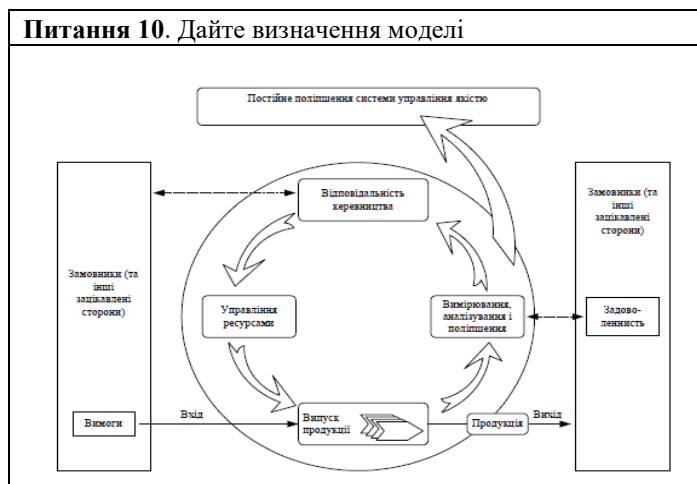 Питання 10. Дайте визначення моделі
Постійне поліпшення системи управління якістю
Замовники (та
інші
зацікавлені
сторони)
Вимоги
Вхід
Відповідальність
керевництва
Управління
ресурсами
Вимірювання,
аналізування і
поліпшення
Випуск
продукції
Продукція
Вихід
Замовники (та
інші
зацікавлені
сторони)
Задово-
леннисть